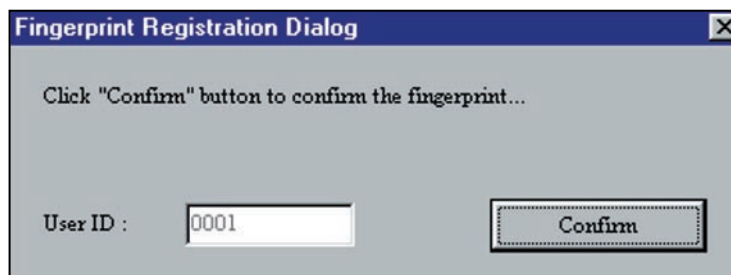 Fingerprint Registration Dialog
Click "Confirm" button to confirm the fingerprint...
User ID : 0001 Confirm